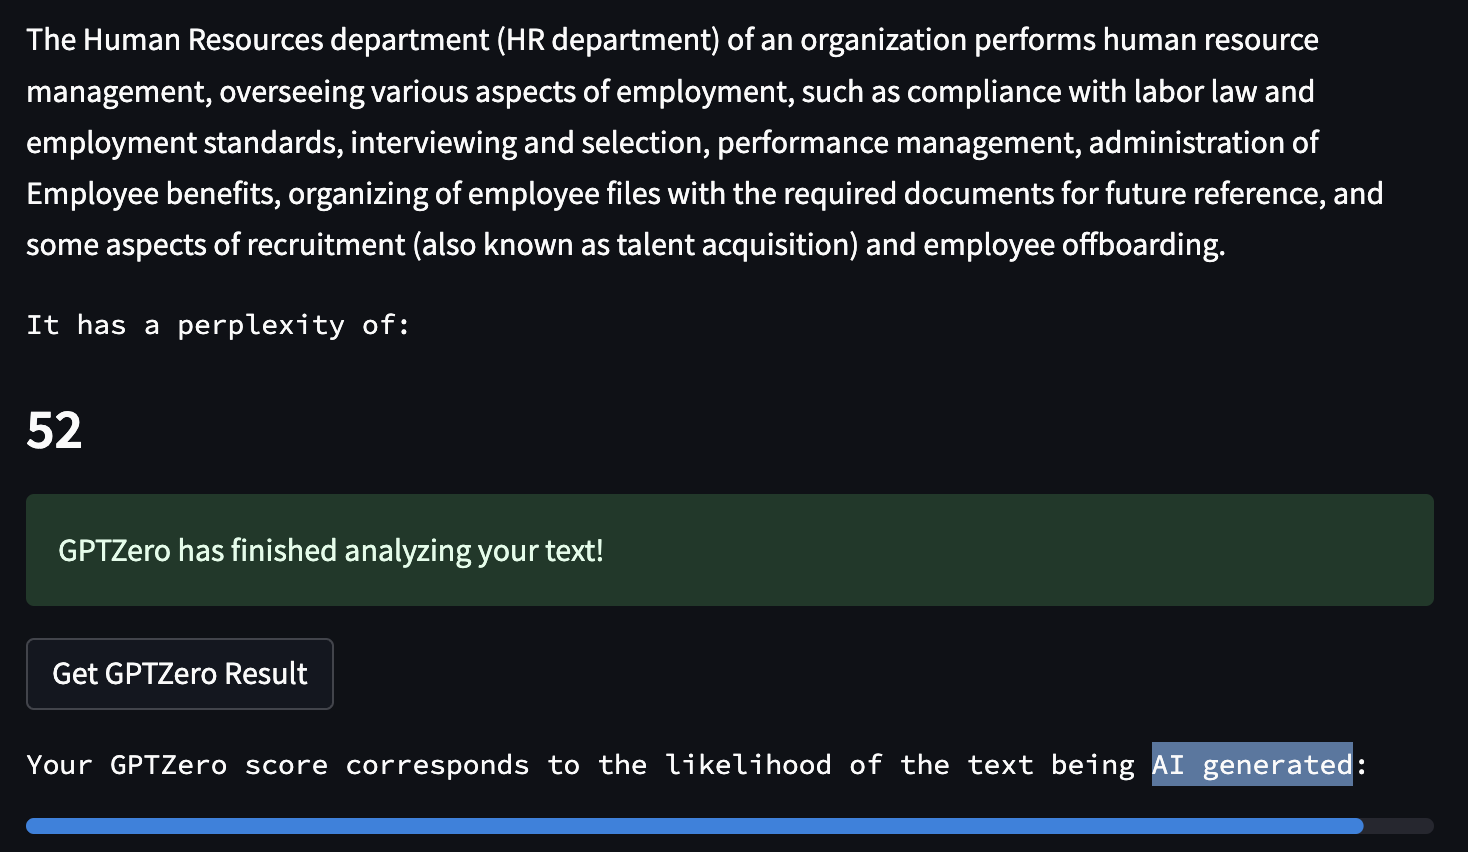 The Human Resources department (HR department) of an organization performs human resource
management, overseeing various aspects of employment, such as compliance with labor law and
employment standards, interviewing and selection, performance management, administration of
Employee benefits, organizing of employee files with the required documents for future reference, and
some aspects of recruitment (also known as talent acquisition) and employee offboarding.
It has a perplexity of:
52
GPTZero has finished analyzing your text!
Get GPTZero Result
Your GPTZero score corresponds to the likelihood of the text being AI generated: